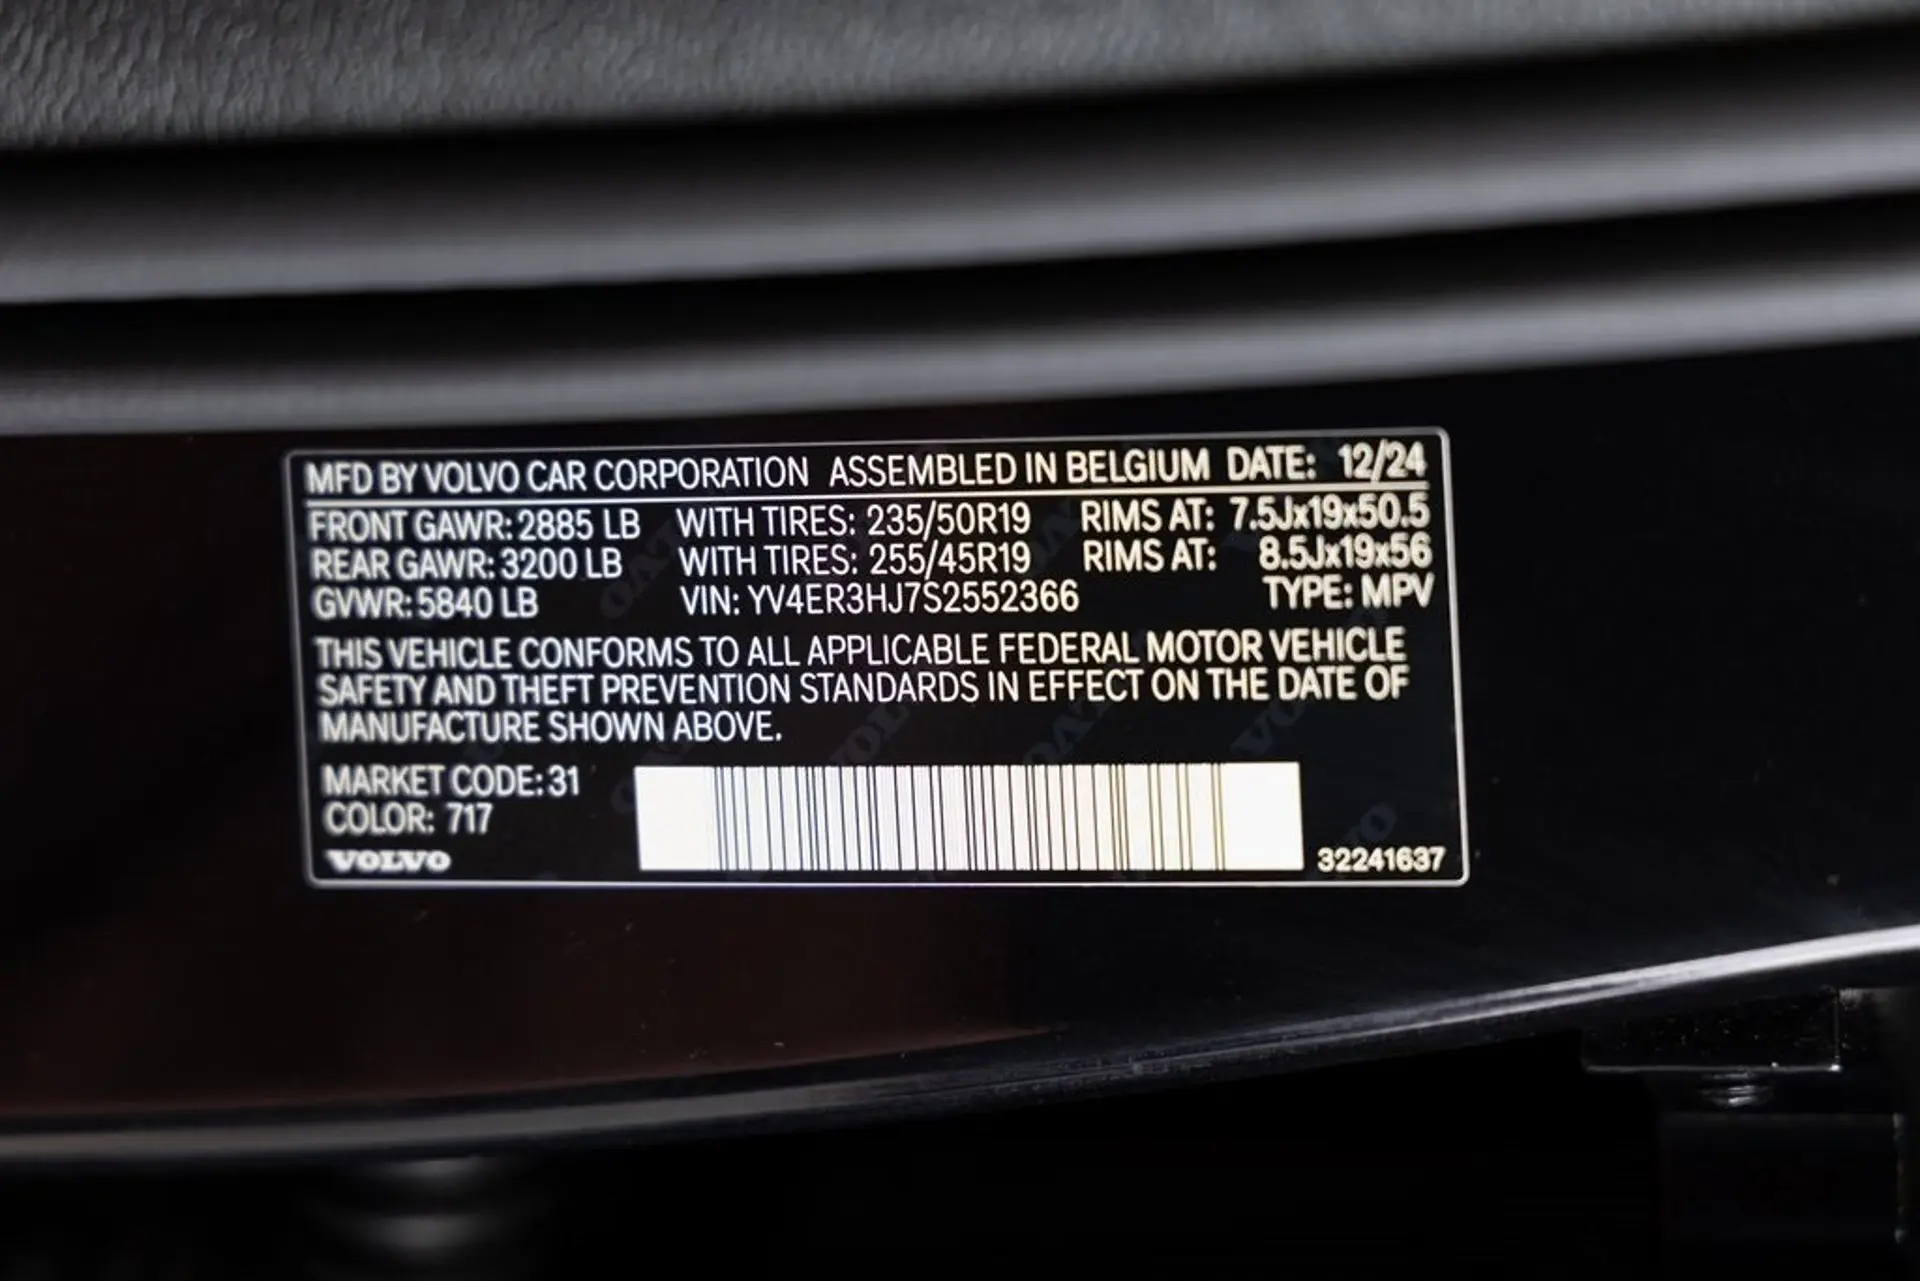 MFD BY VOLVO CAR CORPORATION ASSEMBLED IN BELGIUM DATE: 12/24
FRONT GAWR: 2885 LB WITH TIRES: 235/50R19 RIMS AT: 7.5Jx19x50.5
REAR GAWR: 3200 LB WITH TIRES: 255/45R19 RIMS AT: 8.5Jx19x56
GVWR: 5840 LB VIN: YV4ER3HJ7S2552366 TYPE: MPV
THIS VEHICLE CONFORMS TO ALL APPLICABLE FEDERAL MOTOR VEHICLE
SAFETY AND THEFT PREVENTION STANDARDS IN EFFECT ON THE DATE OF
MANUFACTURE SHOWN ABOVE.
MARKET CODE: 31
COLOR: 717
VOLVO
32241637